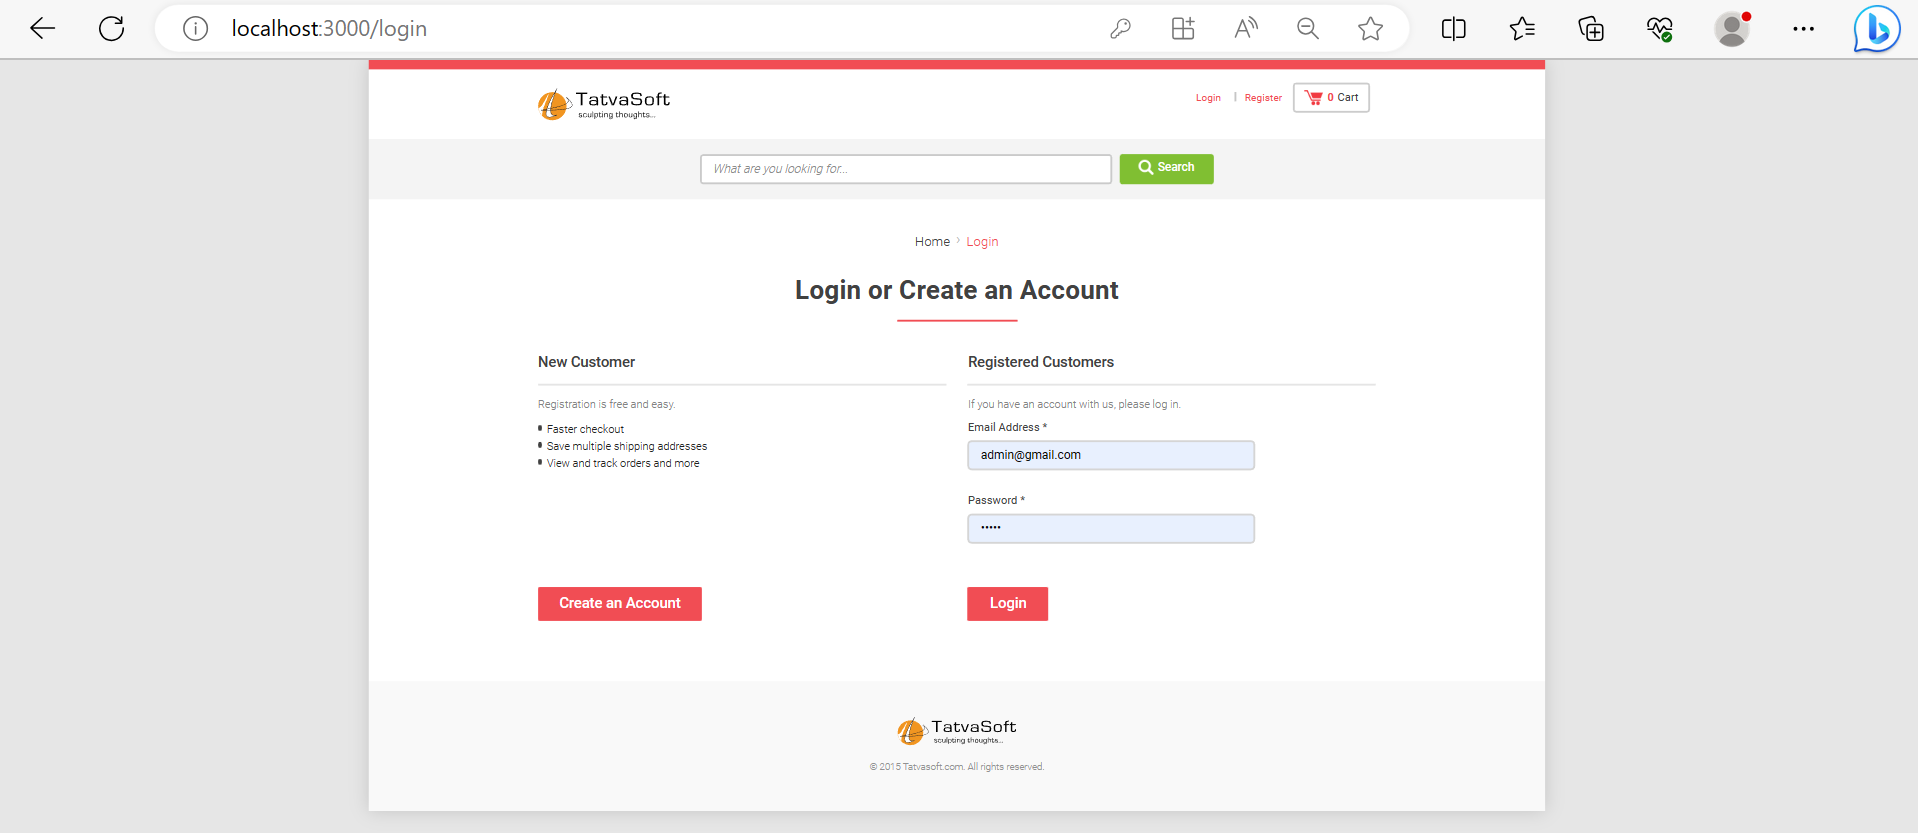 localhost:3000/login
TatvaSoft
sculpting thoughts...
Login | Register 0 Cart
What are you looking for... Search
Home › Login
Login or Create an Account
New Customer
Registration is free and easy.
Faster checkout
Save multiple shipping addresses
View and track orders and more
Create an Account
Registered Customers
If you have an account with us, please log in.
Email Address *
admin@gmail.com
Password *
•••••
Login
TatvaSoft
sculpting thoughts...
© 2015 Tatvasoft.com. All rights reserved.